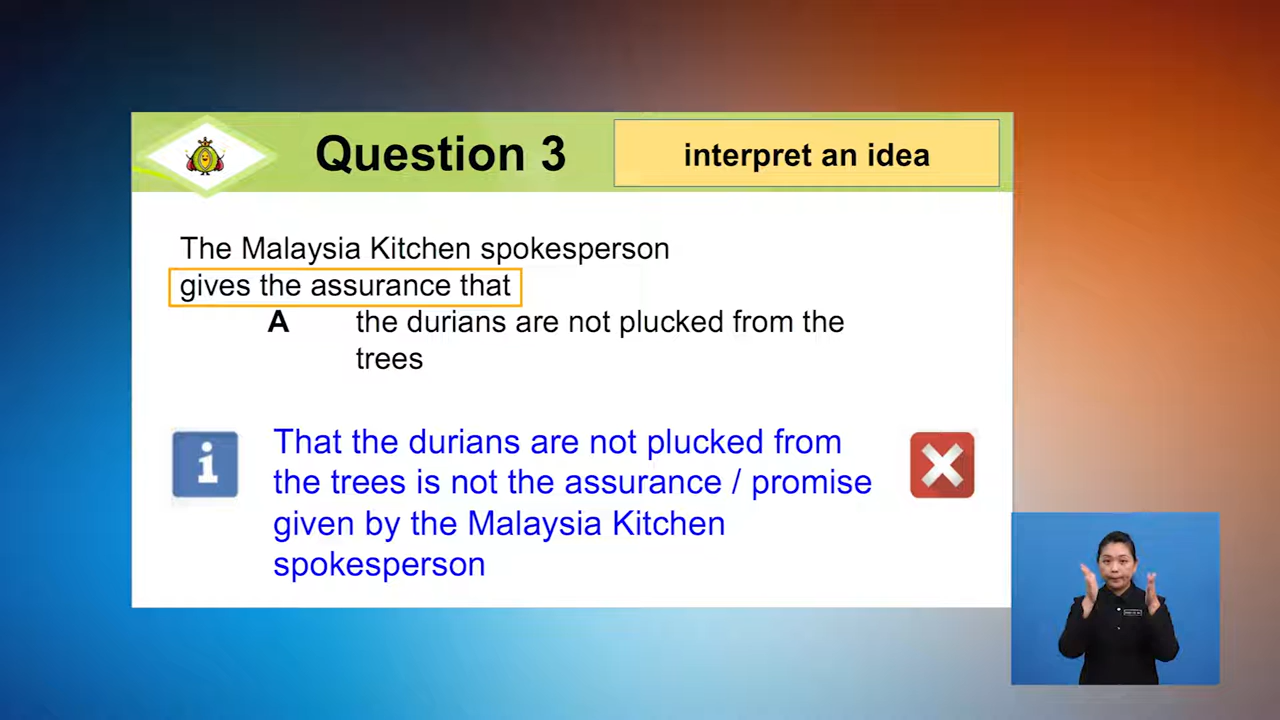 Question 3
interpret an idea
The Malaysia Kitchen spokesperson
gives the assurance that
A the durians are not plucked from the
trees
That the durians are not plucked from
the trees is not the assurance / promise
given by the Malaysia Kitchen
spokesperson